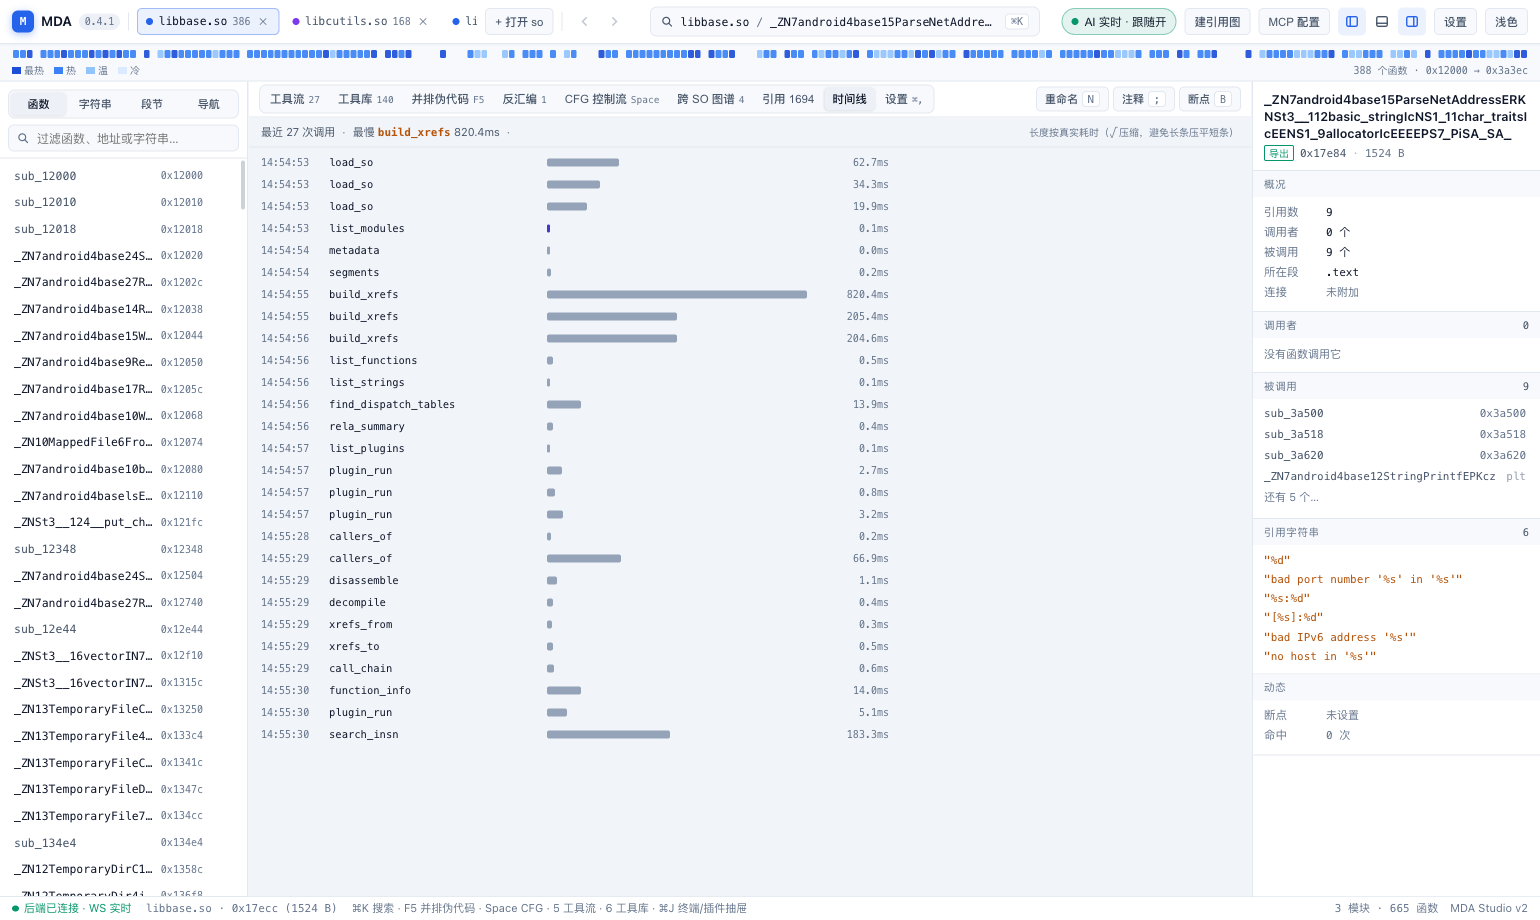 M MDA 0.4.1 libbase.so 386 × libcutils.so 168 × li + 打开 so libbase.so / _ZN7android4base15ParseNetAddre… ⌘K AI 实时 · 跟随开 建引用图 MCP 配置 设置 浅色
最热 热 温 冷 388 个函数 · 0x12000 → 0x3a3ec
函数 字符串 段节 导航
过滤函数、地址或字符串…
sub_12000 0x12000
sub_12010 0x12010
sub_12018 0x12018
_ZN7android4base24S… 0x12020
_ZN7android4base27R… 0x1202c
_ZN7android4base14R… 0x12038
_ZN7android4base15W… 0x12044
_ZN7android4base9Re… 0x12050
_ZN7android4base17R… 0x1205c
_ZN7android4base10W… 0x12068
_ZN10MappedFile6Fro… 0x12074
_ZN7android4base10b… 0x12080
_ZN7android4baselsE… 0x12110
_ZNSt3__124__put_ch… 0x121fc
sub_12348 0x12348
_ZN7android4base24S… 0x12504
_ZN7android4base27R… 0x12740
sub_12e44 0x12e44
_ZNSt3__16vectorIN7… 0x12f10
_ZNSt3__16vectorIN7… 0x1315c
_ZN13TemporaryFileC… 0x13250
_ZN13TemporaryFile4… 0x133c4
_ZN13TemporaryFileC… 0x1341c
_ZN13TemporaryFileD… 0x1347c
_ZN13TemporaryFile7… 0x134cc
sub_134e4 0x134e4
_ZN12TemporaryDirC1… 0x1358c
_ZN12TemporaryDir4i… 0x136f8
工具流 27 工具库 140 并排伪代码 F5 反汇编 1 CFG 控制流 Space 跨 SO 图谱 4 引用 1694 时间线 设置 ⌘, 重命名 N 注释 ; 断点 B
最近 27 次调用 · 最慢 build_xrefs 820.4ms · 长度按真实耗时 (√压缩，避免长条压平短条)
14:54:53 load_so 62.7ms
14:54:53 load_so 34.3ms
14:54:53 load_so 19.9ms
14:54:53 list_modules 0.1ms
14:54:54 metadata 0.0ms
14:54:54 segments 0.2ms
14:54:55 build_xrefs 820.4ms
14:54:55 build_xrefs 205.4ms
14:54:56 build_xrefs 204.6ms
14:54:56 list_functions 0.5ms
14:54:56 list_strings 0.1ms
14:54:56 find_dispatch_tables 13.9ms
14:54:56 rela_summary 0.4ms
14:54:57 list_plugins 0.1ms
14:54:57 plugin_run 2.7ms
14:54:57 plugin_run 0.8ms
14:54:57 plugin_run 3.2ms
14:55:28 callers_of 0.2ms
14:55:29 callers_of 66.9ms
14:55:29 disassemble 1.1ms
14:55:29 decompile 0.4ms
14:55:29 xrefs_from 0.3ms
14:55:29 xrefs_to 0.5ms
14:55:29 call_chain 0.6ms
14:55:30 function_info 14.0ms
14:55:30 plugin_run 5.1ms
14:55:30 search_insn 183.3ms
_ZN7android4base15ParseNetAddressERK
NSt3__112basic_stringIcNS1_11char_traitsI
cEENS1_9allocatorIcEEEEPS7_PiSA_SA_
导出 0x17e84 · 1524 B
概况
引用数 9
调用者 0 个
被调用 9 个
所在段 .text
连接 未附加
调用者 0
没有函数调用它
被调用 9
sub_3a500 0x3a500
sub_3a518 0x3a518
sub_3a620 0x3a620
_ZN7android4base12StringPrintfEPKcz plt
还有 5 个…
引用字符串 6
"%d"
"bad port number '%s' in '%s'"
"%s:%d"
"[%s]:%d"
"bad IPv6 address '%s'"
"no host in '%s'"
动态
断点 未设置
命中 0 次
后端已连接 · WS 实时 libbase.so · 0x17ecc (1524 B) ⌘K 搜索 · F5 并排伪代码 · Space CFG · 5 工具流 · 6 工具库 · ⌘J 终端/插件抽屉 3 模块 · 665 函数 MDA Studio v2